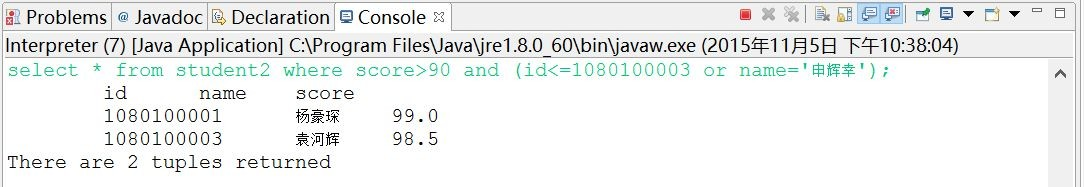 Problems @ Javadoc Declaration Console
Interpreter (7) [Java Application] C:\Program Files\Java\jre1.8.0_60\bin\javaw.exe (2015年11月5日 下午10:38:04)
select * from student2 where score>90 and (id<=1080100003 or name='申辉幸');
id name score
1080100001 杨豪琛 99.0
1080100003 袁河辉 98.5
There are 2 tuples returned